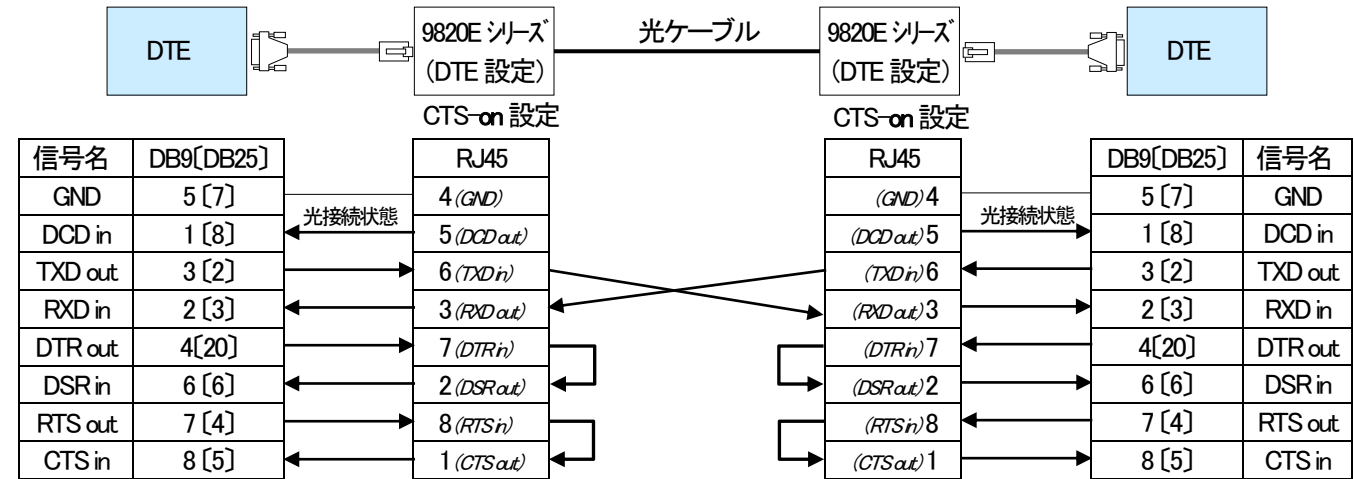 DTE 9820E シリーズ 光ケーブル 9820E シリーズ DTE
(DTE 設定) (DTE 設定)
CTS-on 設定 CTS-on 設定
信号名 DB9〔DB25〕 RJ45 RJ45 DB9〔DB25〕 信号名
GND 5〔7〕 4(GND) (GND)4 5〔7〕 GND
光接続状態 光接続状態
DCD in 1〔8〕 5(DCD out) (DCD out)5 1〔8〕 DCD in
TXD out 3〔2〕 6(TXD in) (TXD in)6 3〔2〕 TXD out
RXD in 2〔3〕 3(RXD out) (RXD out)3 2〔3〕 RXD in
DTR out 4〔20〕 7(DTR in) (DTR in)7 4〔20〕 DTR out
DSR in 6〔6〕 2(DSR out) (DSR out)2 6〔6〕 DSR in
RTS out 7〔4〕 8(RTS in) (RTS in)8 7〔4〕 RTS out
CTS in 8〔5〕 1(CTS out) (CTS out)1 8〔5〕 CTS in